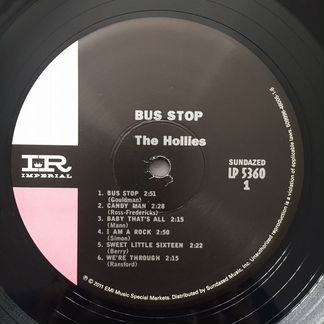 BUS STOP
The Hollies
IR
IMPERIAL
SUNDAZED
LP 5360
1
1. BUS STOP 2:51
(Gouldman)
2. CANDY MAN 2:28
(Ross-Fredericks)
3. BABY THAT'S ALL 2:15
(Mann)
4. I AM A ROCK 2:50
(Simon)
5. SWEET LITTLE SIXTEEN 2:22
(Berry)
6. WE'RE THROUGH 2:15
(Ransford)
℗ © 2011 EMI Music Special Markets. Distributed by Sundazed Music, Inc. Unauthorized reproduction is a violation of applicable laws.